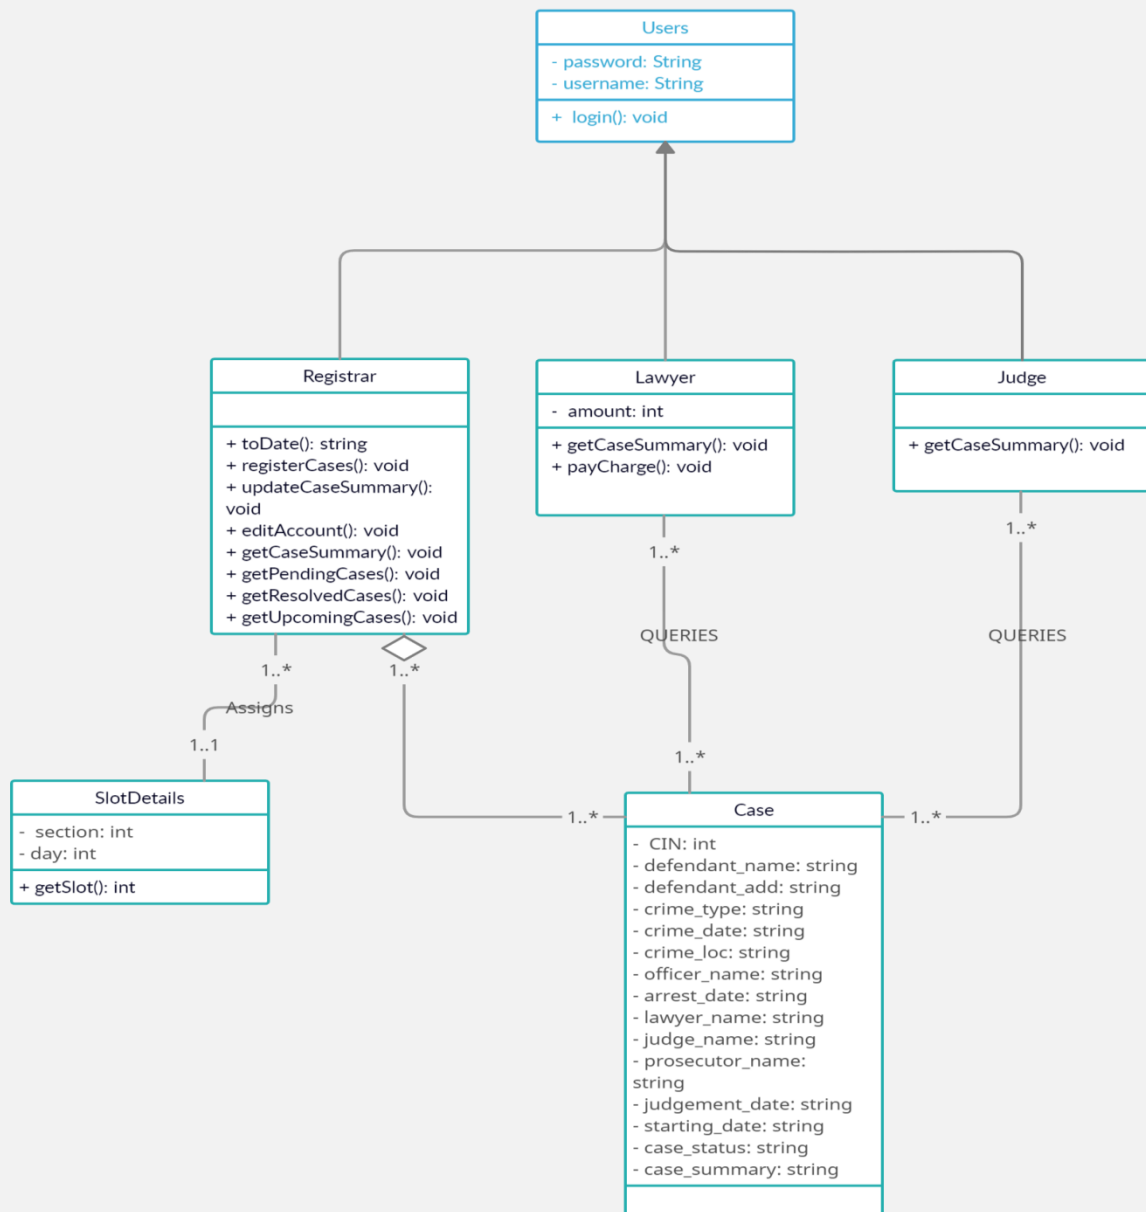 Users
- password: String
- username: String
+  login(): void
Registrar
+ toDate(): string
+ registerCases(): void
+ updateCaseSummary():
void
+ editAccount(): void
+ getCaseSummary(): void
+ getPendingCases(): void
+ getResolvedCases(): void
+ getUpcomingCases(): void
Lawyer
-  amount: int
+ getCaseSummary(): void
+ payCharge(): void
Judge
+ getCaseSummary(): void
1..*
1..*
QUERIES
QUERIES
1..*
1..*
Assigns
1..1
1..*
SlotDetails
-  section: int
- day: int
+ getSlot(): int
1..*
1..*
Case
-  CIN: int
- defendant_name: string
- defendant_add: string
- crime_type: string
- crime_date: string
- crime_loc: string
- officer_name: string
- arrest_date: string
- lawyer_name: string
- judge_name: string
- prosecutor_name:
string
- judgement_date: string
- starting_date: string
- case_status: string
- case_summary: string